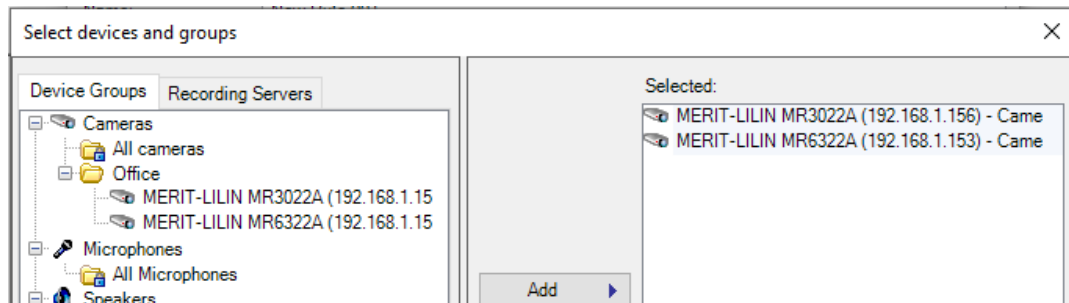 Select devices and groups
Device Groups
Recording Servers
Cameras
All cameras
Office
MERIT-LILIN MR3022A (192.168.1.15
MERIT-LILIN MR6322A (192.168.1.15
Microphones
All Microphones
Speakers
Add
Selected:
MERIT-LILIN MR3022A (192.168.1.156) - Came
MERIT-LILIN MR6322A (192.168.1.153) - Came